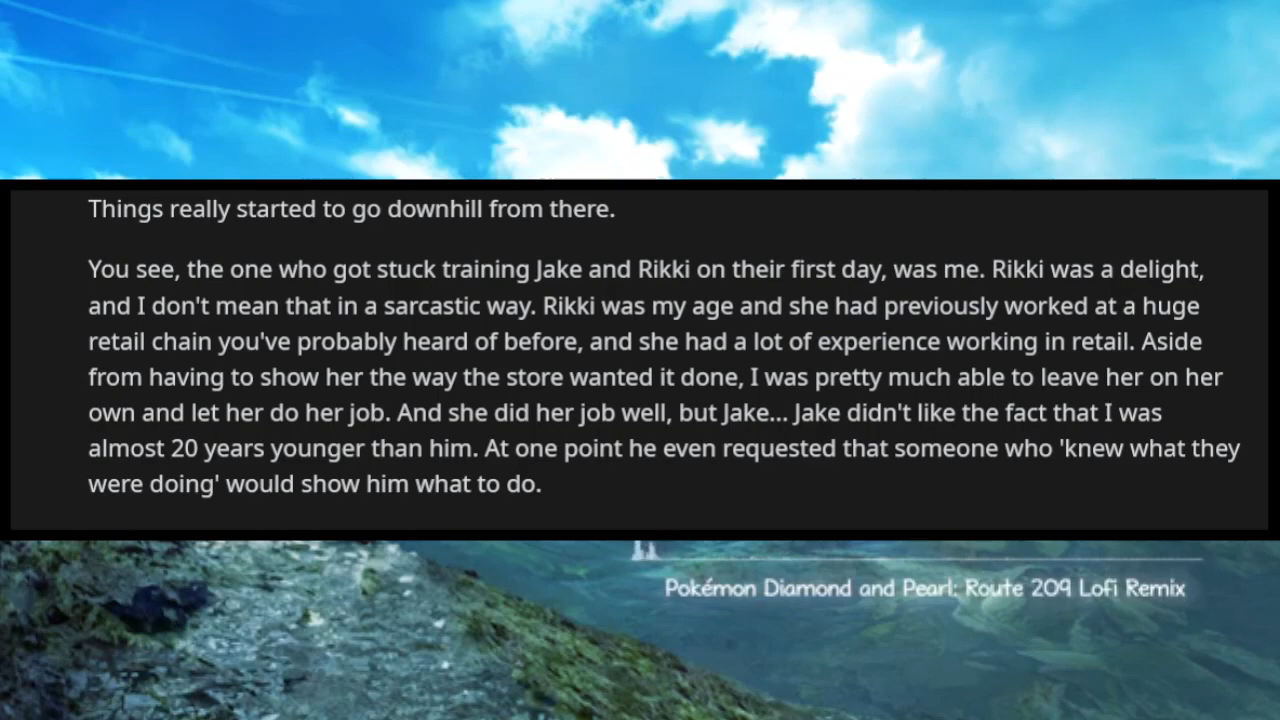 Things really started to go downhill from there.
You see, the one who got stuck training Jake and Rikki on their first day, was me. Rikki was a delight,
and I don't mean that in a sarcastic way. Rikki was my age and she had previously worked at a huge
retail chain you've probably heard of before, and she had a lot of experience working in retail. Aside
from having to show her the way the store wanted it done, I was pretty much able to leave her on her
own and let her do her job. And she did her job well, but Jake... Jake didn't like the fact that I was
almost 20 years younger than him. At one point he even requested that someone who 'knew what they
were doing' would show him what to do.
Pokémon Diamond and Pearl: Route 209 Lofi Remix